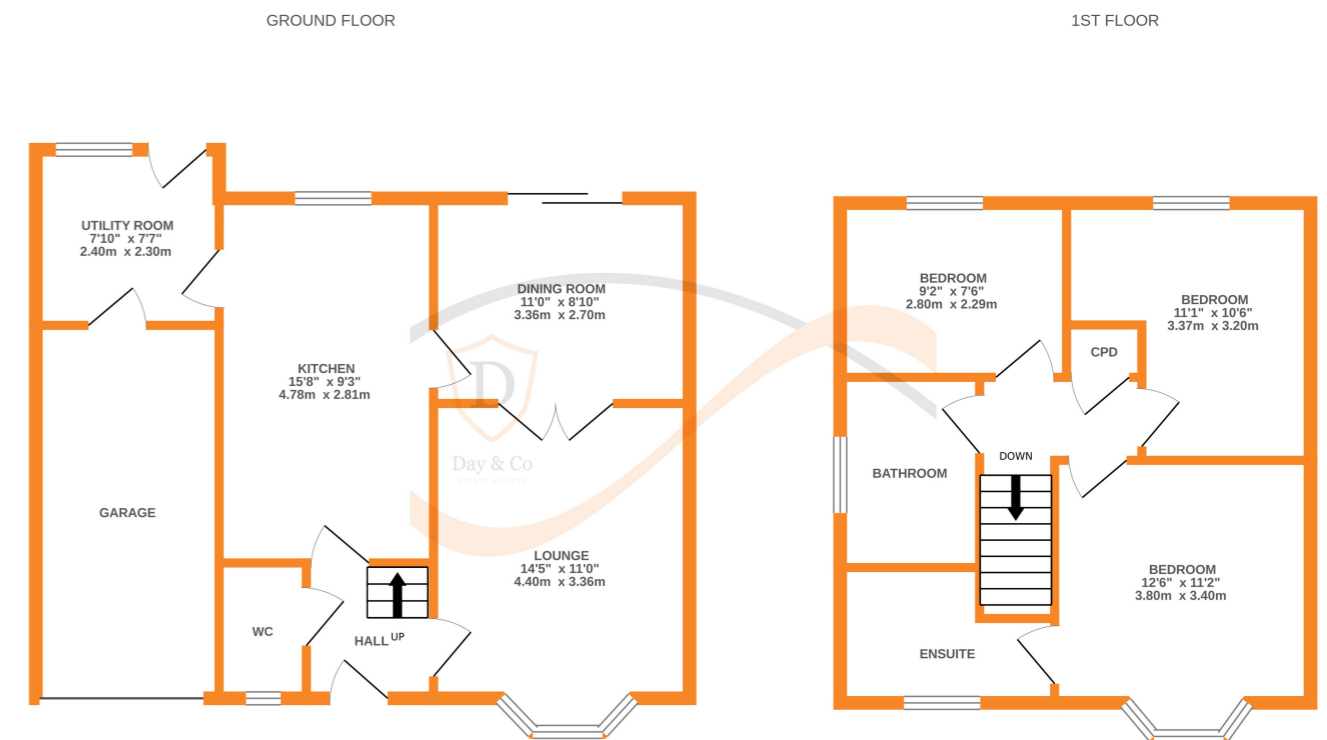 GROUND FLOOR
1ST FLOOR
UTILITY ROOM
7'10" x 7'7"
2.40m x 2.30m
KITCHEN
15'8" x 9'3"
4.78m x 2.81m
DINING ROOM
11'0" x 8'10"
3.36m x 2.70m
GARAGE
WC
HALL
UP
LOUNGE
14'5" x 11'0"
4.40m x 3.36m
D
Day & Co
ESTATE AGENTS
BEDROOM
9'2" x 7'6"
2.80m x 2.29m
BEDROOM
11'1" x 10'6"
3.37m x 3.20m
CPD
BATHROOM
DOWN
BEDROOM
12'6" x 11'2"
3.80m x 3.40m
ENSUITE